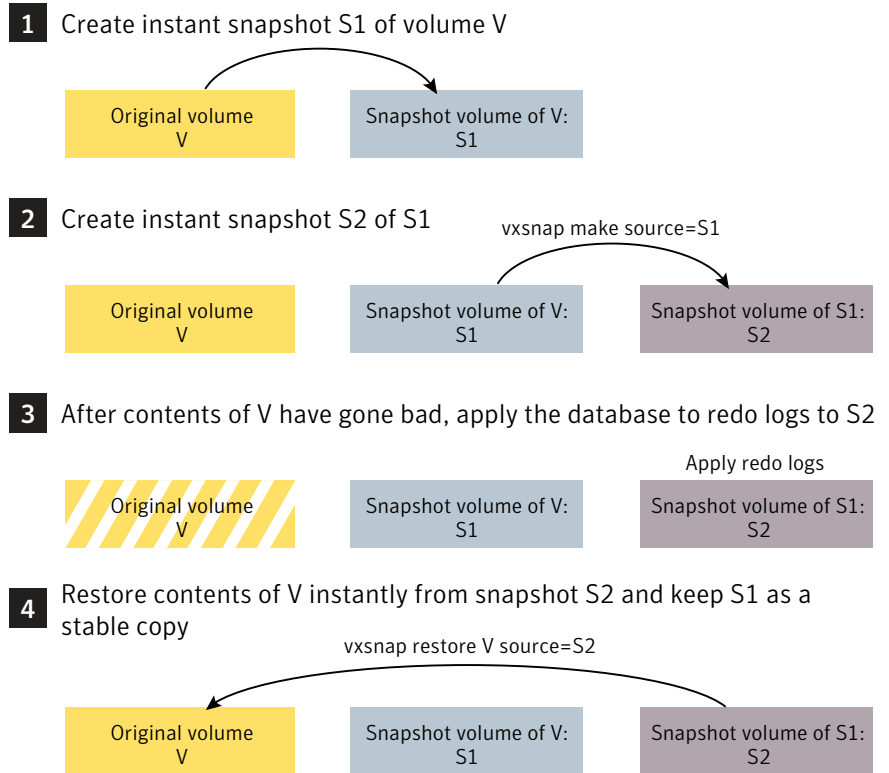 1 Create instant snapshot S1 of volume V
Original volume
V
Snapshot volume of V:
S1
2 Create instant snapshot S2 of S1
vxsnap make source=S1
Original volume
V
Snapshot volume of V:
S1
Snapshot volume of S1:
S2
3 After contents of V have gone bad, apply the database to redo logs to S2
Apply redo logs
Original volume
V
Snapshot volume of V:
S1
Snapshot volume of S1:
S2
4 Restore contents of V instantly from snapshot S2 and keep S1 as a
stable copy
vxsnap restore V source=S2
Original volume
V
Snapshot volume of V:
S1
Snapshot volume of S1:
S2